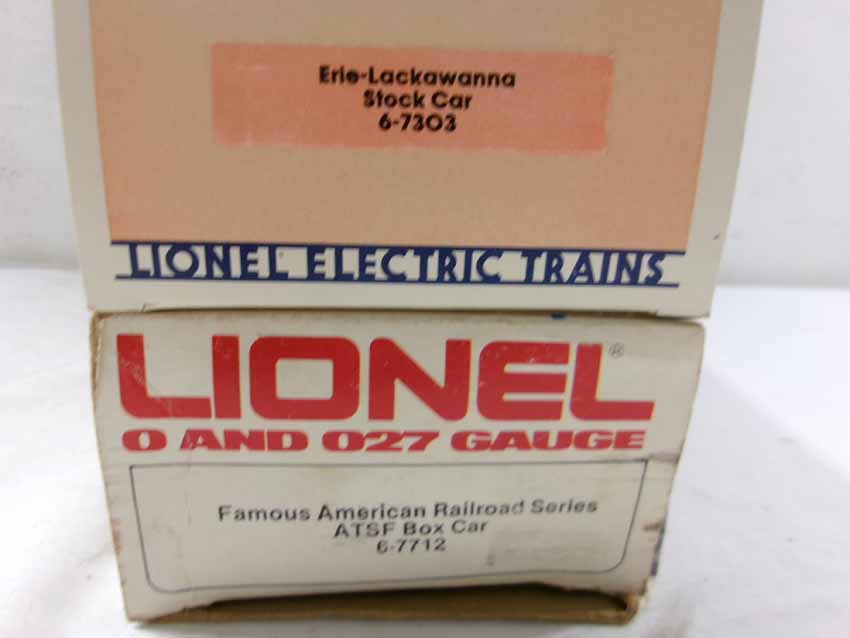 Erie-Lackawanna
Stock Car
6-7303
LIONEL ELECTRIC TRAINS
LIONEL®
O AND O27 GAUGE
Famous American Railroad Series
ATSF Box Car
6-7712